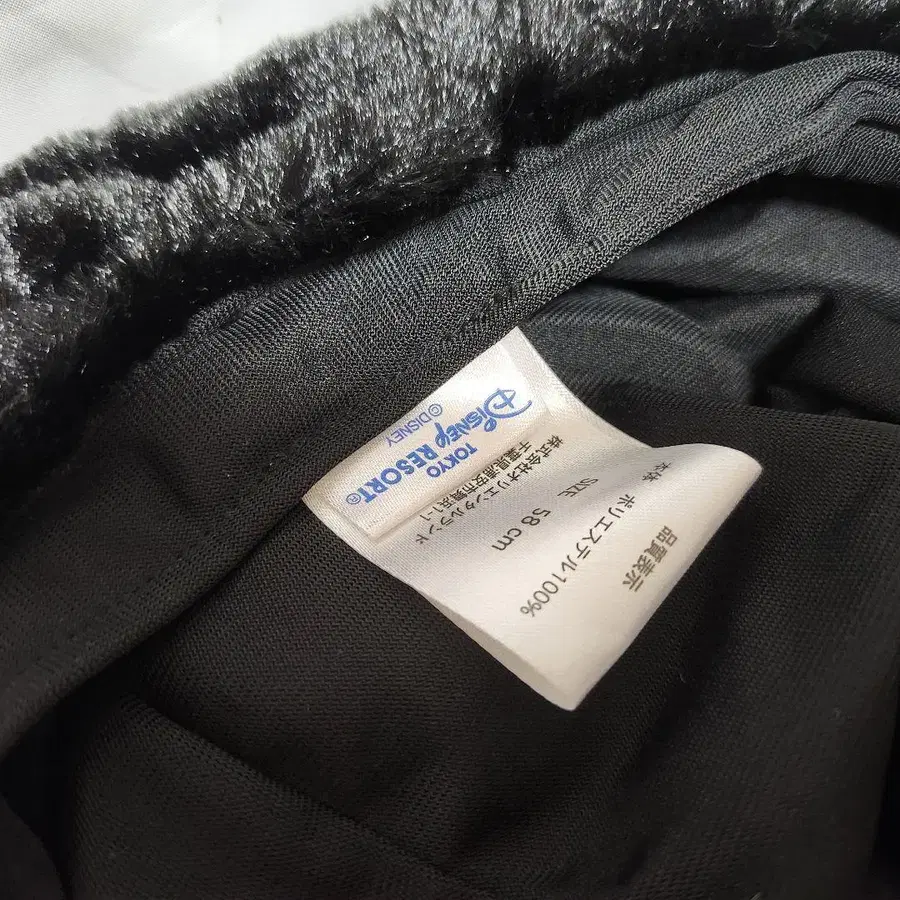 品質表示
本体 ポリエステル100%
SIZE 58 cm
株式会社オリエンタルランド
千葉県浦安市舞浜1-1
Disney
TOKYO RESORT®
©DISNEY